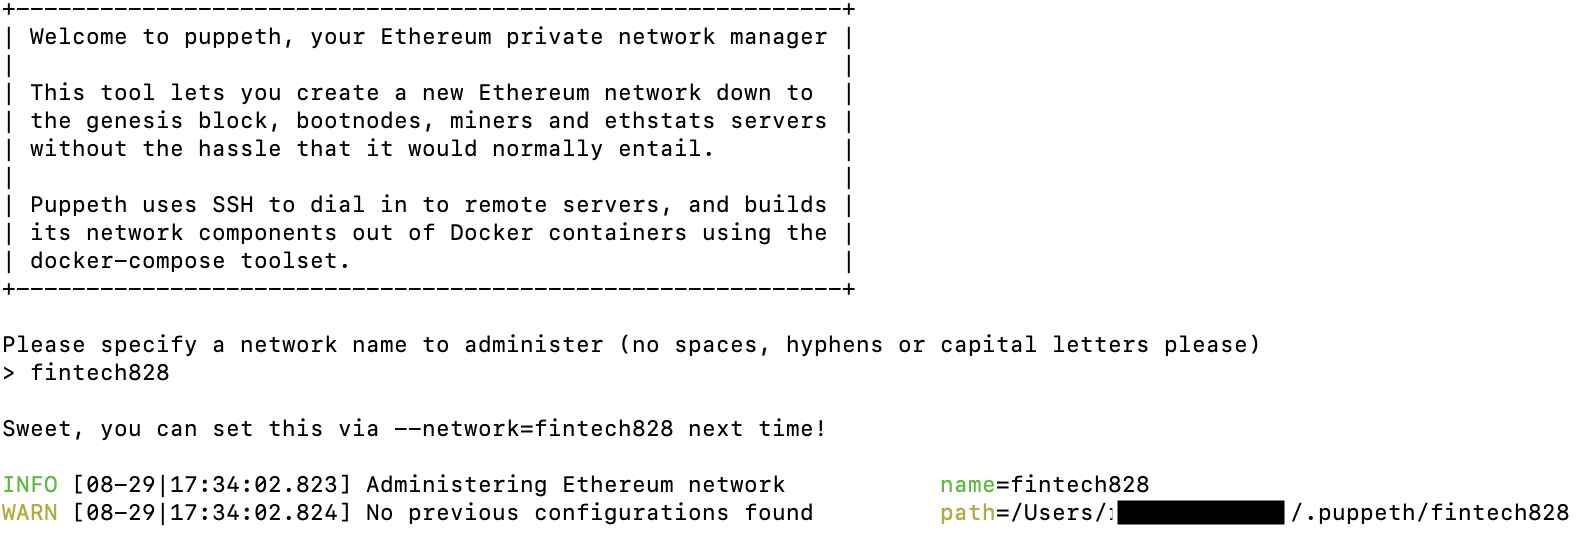 +-----------------------------------------------------------+
| Welcome to puppeth, your Ethereum private network manager |
|                                                           |
| This tool lets you create a new Ethereum network down to  |
| the genesis block, bootnodes, miners and ethstats servers |
| without the hassle that it would normally entail.         |
|                                                           |
| Puppeth uses SSH to dial in to remote servers, and builds |
| its network components out of Docker containers using the |
| docker-compose toolset.                                   |
+-----------------------------------------------------------+
Please specify a network name to administer (no spaces, hyphens or capital letters please)
> fintech828
Sweet, you can set this via --network=fintech828 next time!
INFO [08-29|17:34:02.823] Administering Ethereum network           name=fintech828
WARN [08-29|17:34:02.824] No previous configurations found         path=/Users/ /.puppeth/fintech828